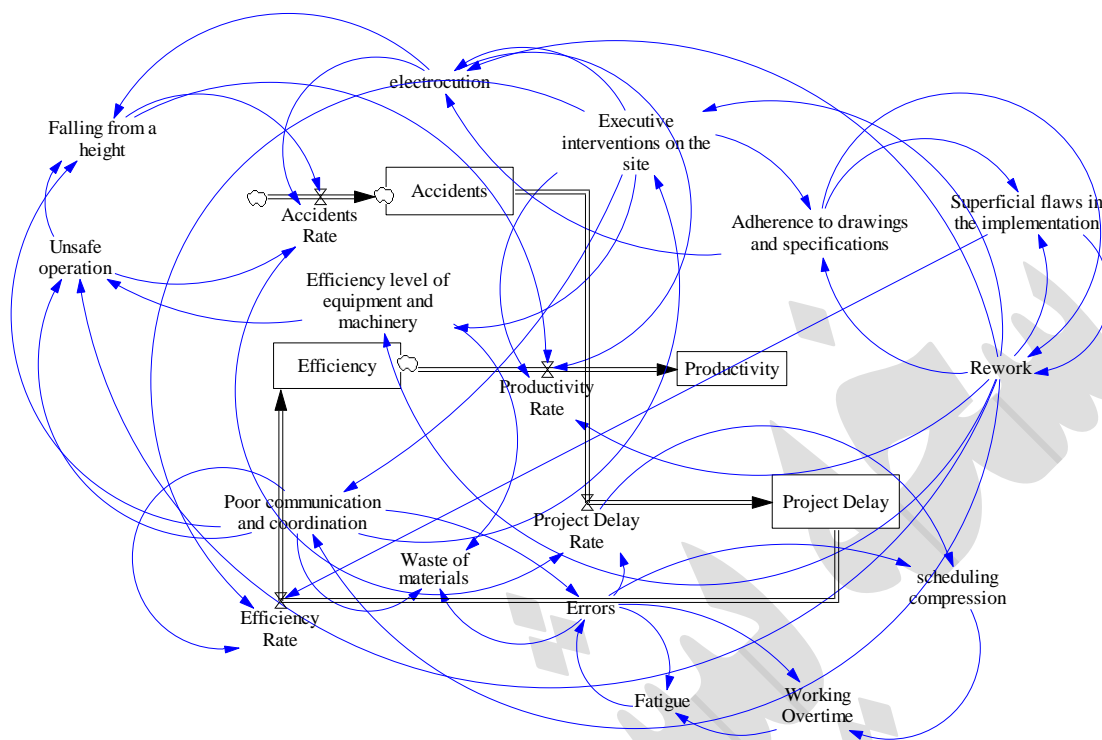 electrocution
Falling from a
height
Executive
interventions on the
site
Accidents
Accidents
Rate
Superficial flaws in
the implementation
Adherence to drawings
and specifications
Unsafe
operation
Efficiency level of
equipment and
machinery
Efficiency
Productivity
Rate
Productivity
Rework
Poor communication
and coordination
Project Delay
Rate
Project Delay
Waste of
materials
scheduling
compression
Efficiency
Rate
Errors
Fatigue
Working
Overtime